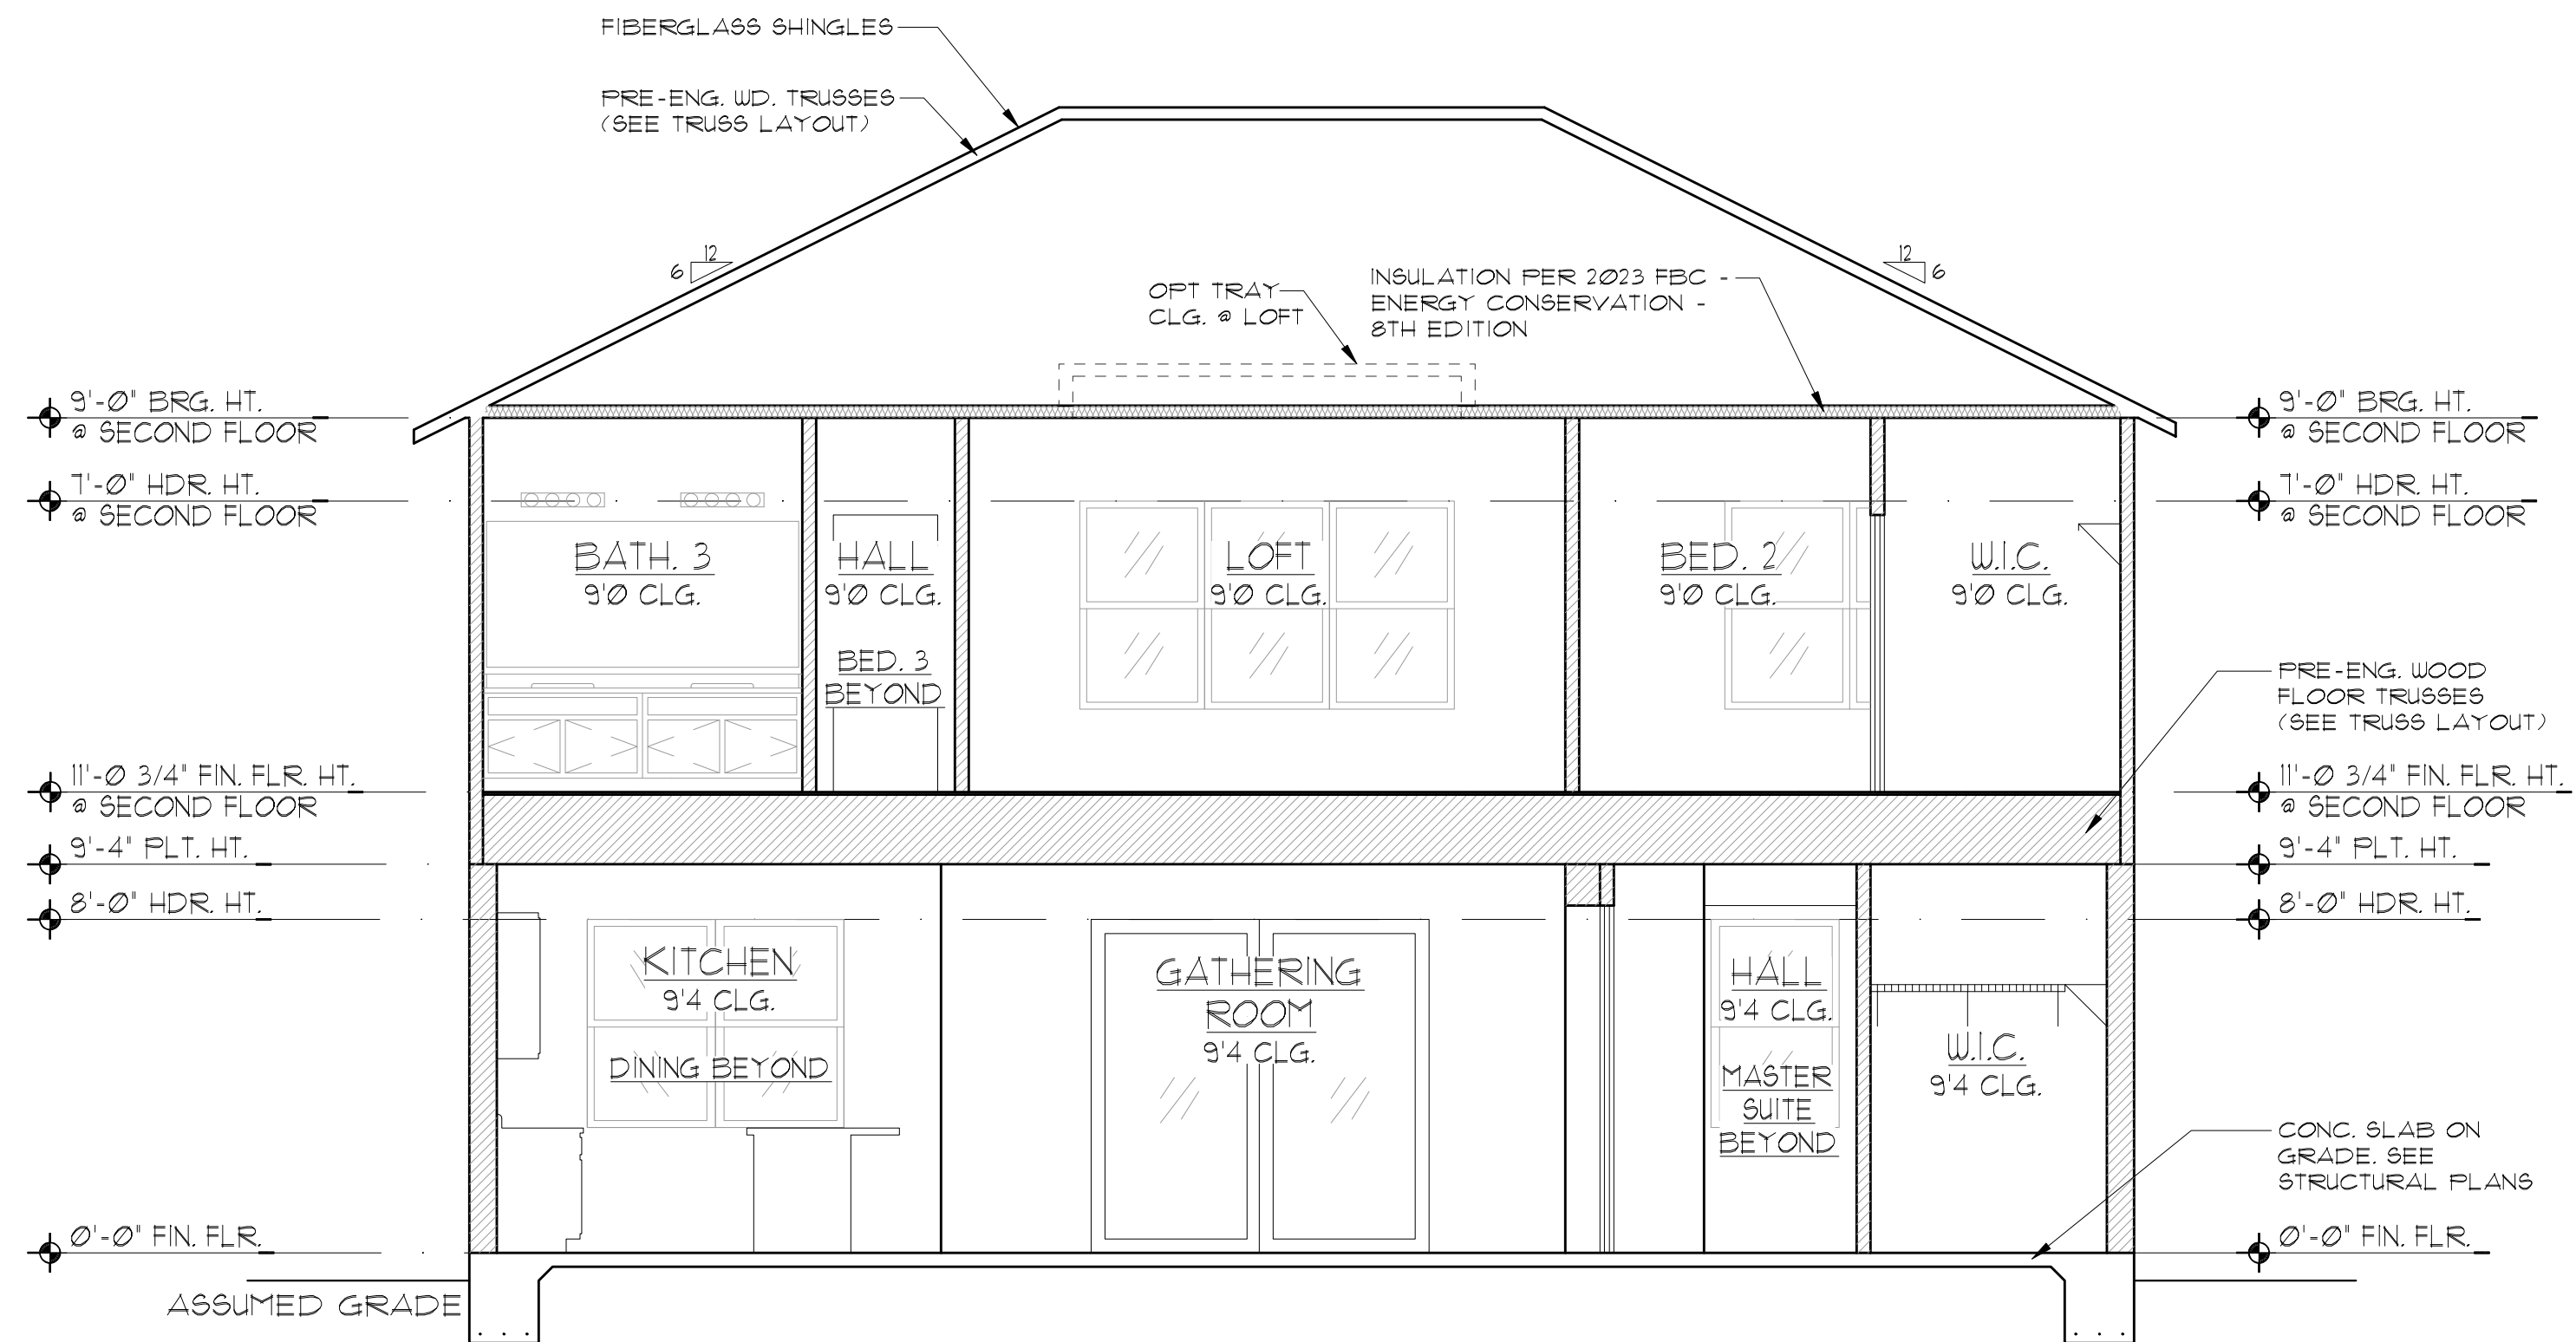 FIBERGLASS SHINGLES
PRE-ENG. WD. TRUSSES
(SEE TRUSS LAYOUT)
12
6
12
6
OPT TRAY
CLG. @ LOFT
INSULATION PER 2023 FBC -
ENERGY CONSERVATION -
8TH EDITION
9'-0" BRG. HT.
@ SECOND FLOOR
9'-0" BRG. HT.
@ SECOND FLOOR
7'-0" HDR. HT.
@ SECOND FLOOR
7'-0" HDR. HT.
@ SECOND FLOOR
BATH. 3
9'0 CLG.
HALL
9'0 CLG.
BED. 3
BEYOND
LOFT
9'0 CLG.
BED. 2
9'0 CLG.
W.I.C.
9'0 CLG.
PRE-ENG. WOOD
FLOOR TRUSSES
(SEE TRUSS LAYOUT)
11'-0 3/4" FIN. FLR. HT.
@ SECOND FLOOR
11'-0 3/4" FIN. FLR. HT.
@ SECOND FLOOR
9'-4" PLT. HT.
9'-4" PLT. HT.
8'-0" HDR. HT.
8'-0" HDR. HT.
KITCHEN
9'4 CLG.
DINING BEYOND
GATHERING
ROOM
9'4 CLG.
HALL
9'4 CLG.
MASTER
SUITE
BEYOND
W.I.C.
9'4 CLG.
CONC. SLAB ON
GRADE. SEE
STRUCTURAL PLANS
0'-0" FIN. FLR.
0'-0" FIN. FLR.
ASSUMED GRADE